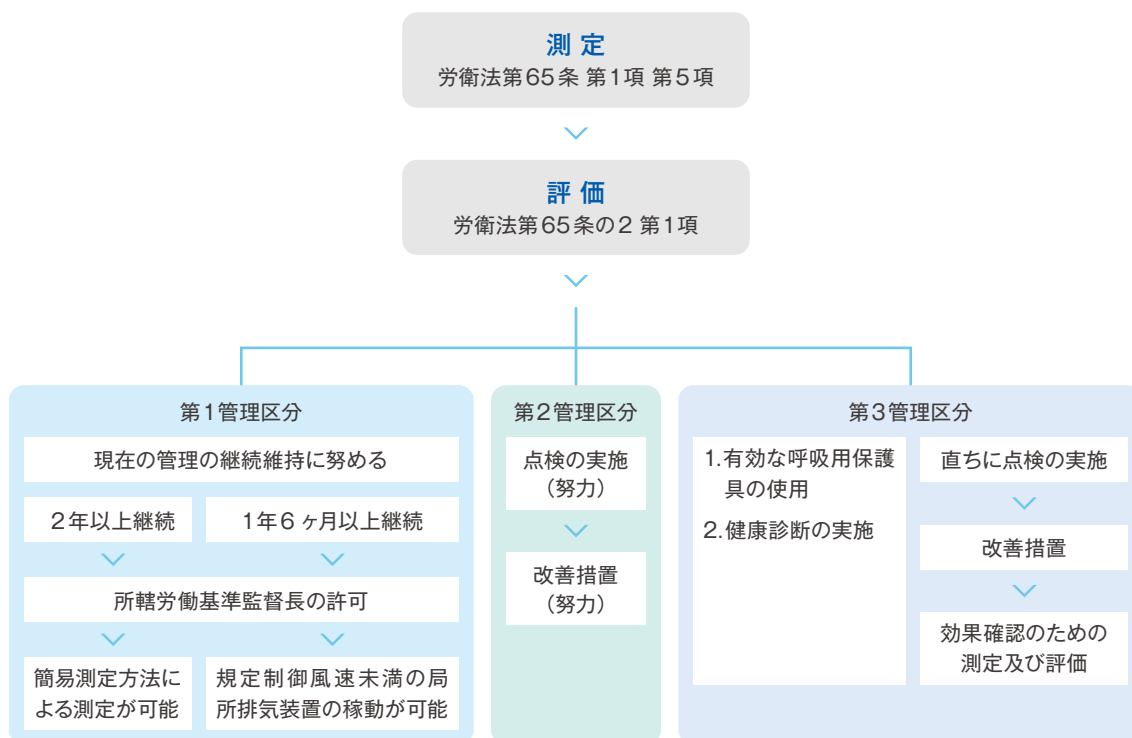 測定
労衛法第65条 第1項 第5項
評価
労衛法第65条の2 第1項
第1管理区分
現在の管理の継続維持に努める
2年以上継続
1年6ヶ月以上継続
所轄労働基準監督長の許可
簡易測定方法に
よる測定が可能
規定制御風速未満の局
所排気装置の稼動が可能
第2管理区分
点検の実施
(努力)
改善措置
(努力)
第3管理区分
1.有効な呼吸用保護
具の使用
2.健康診断の実施
直ちに点検の実施
改善措置
効果確認のための
測定及び評価